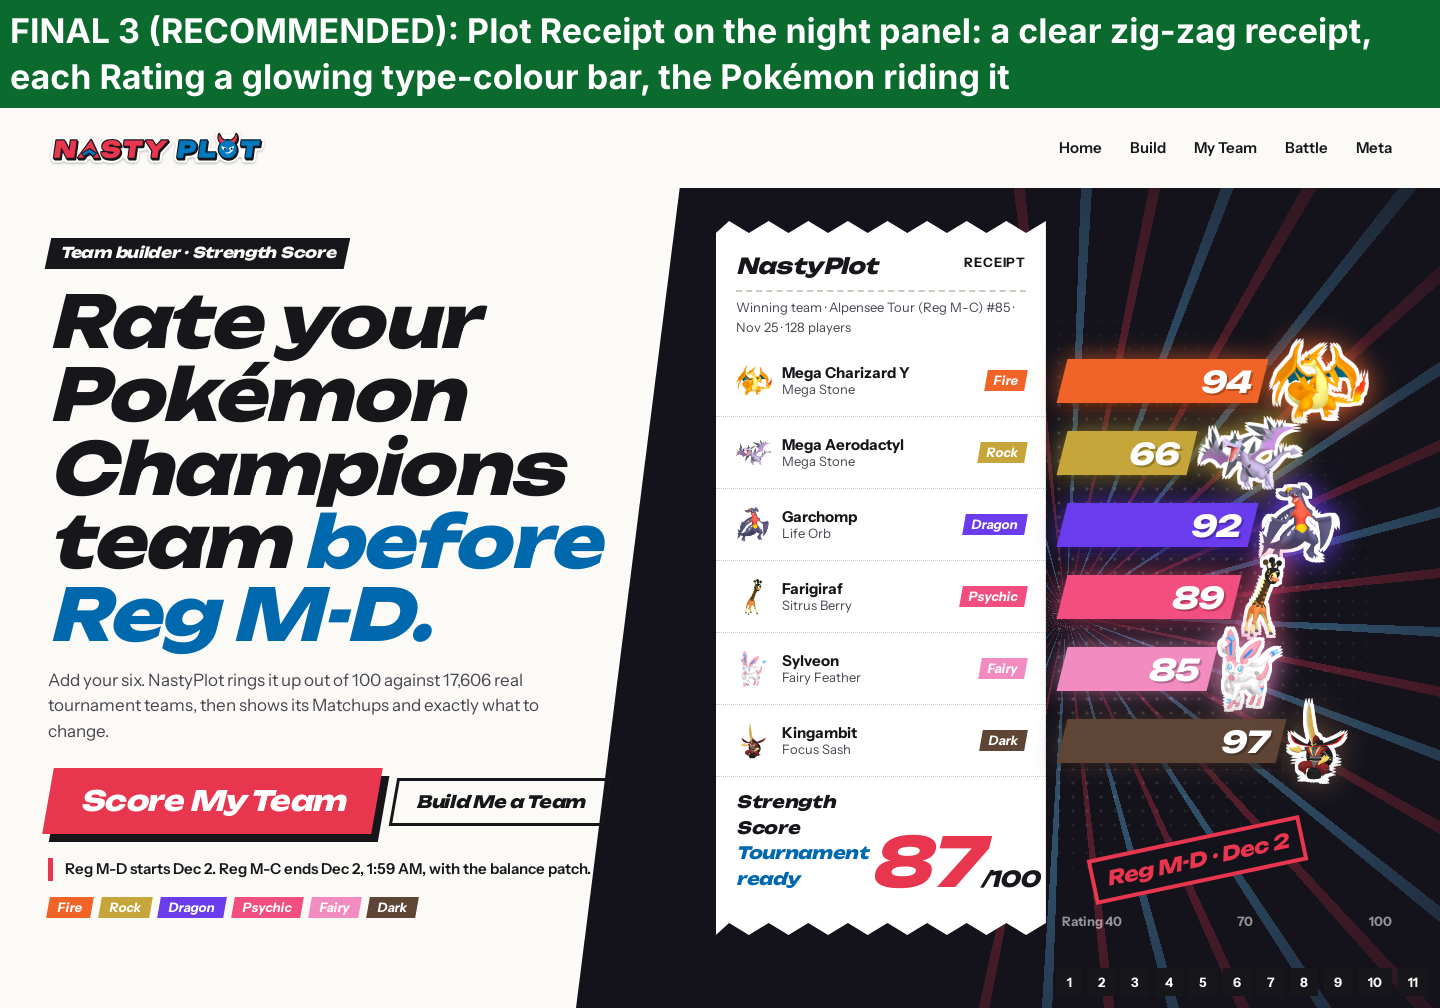 FINAL 3 (RECOMMENDED): Plot Receipt on the night panel: a clear zig-zag receipt,
each Rating a glowing type-colour bar, the Pokémon riding it
NASTY PLOT
Home Build My Team Battle Meta
Team builder · Strength Score
Rate your
Pokémon
Champions
team before
Reg M-D.
Add your six. NastyPlot rings it up out of 100 against 17,606 real
tournament teams, then shows its Matchups and exactly what to
change.
Score My Team
Build Me a Team
Reg M-D starts Dec 2. Reg M-C ends Dec 2, 1:59 AM, with the balance patch.
Fire Rock Dragon Psychic Fairy Dark
NastyPlot RECEIPT
Winning team · Alpensee Tour (Reg M-C) #85 ·
Nov 25 · 128 players
Mega Charizard Y
Mega Stone
Fire
94
Mega Aerodactyl
Mega Stone
Rock
66
Garchomp
Life Orb
Dragon
92
Farigiraf
Sitrus Berry
Psychic
89
Sylveon
Fairy Feather
Fairy
85
Kingambit
Focus Sash
Dark
97
Strength
Score
Tournament
ready
87/100
Reg M-D · Dec 2
Rating 40 70 100
1 2 3 4 5 6 7 8 9 10 11